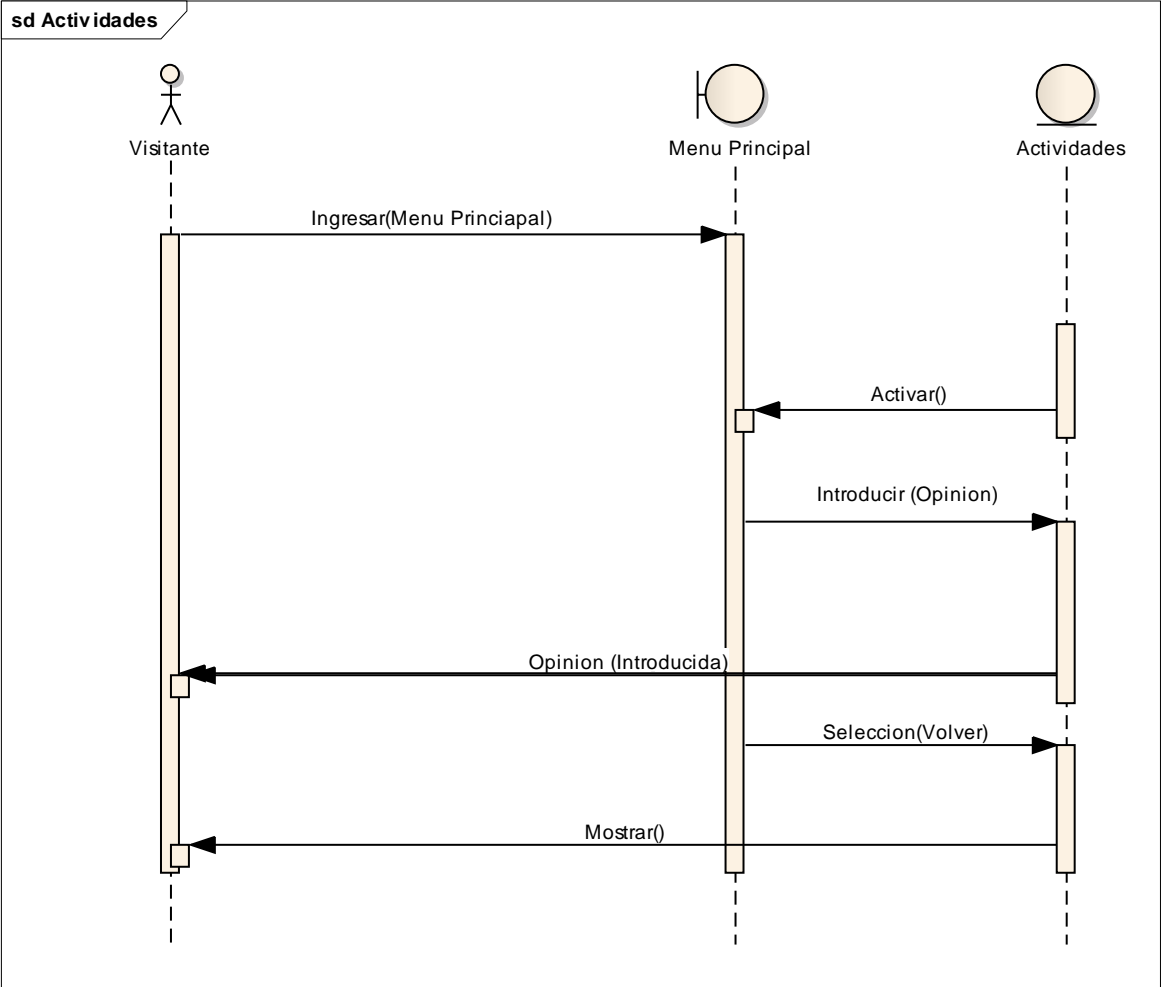 sd Actividades
Visitante
Menu Principal
Actividades
Ingresar(Menu Princiapal)
Activar()
Introducir (Opinion)
Opinion (Introducida)
Seleccion(Volver)
Mostrar()